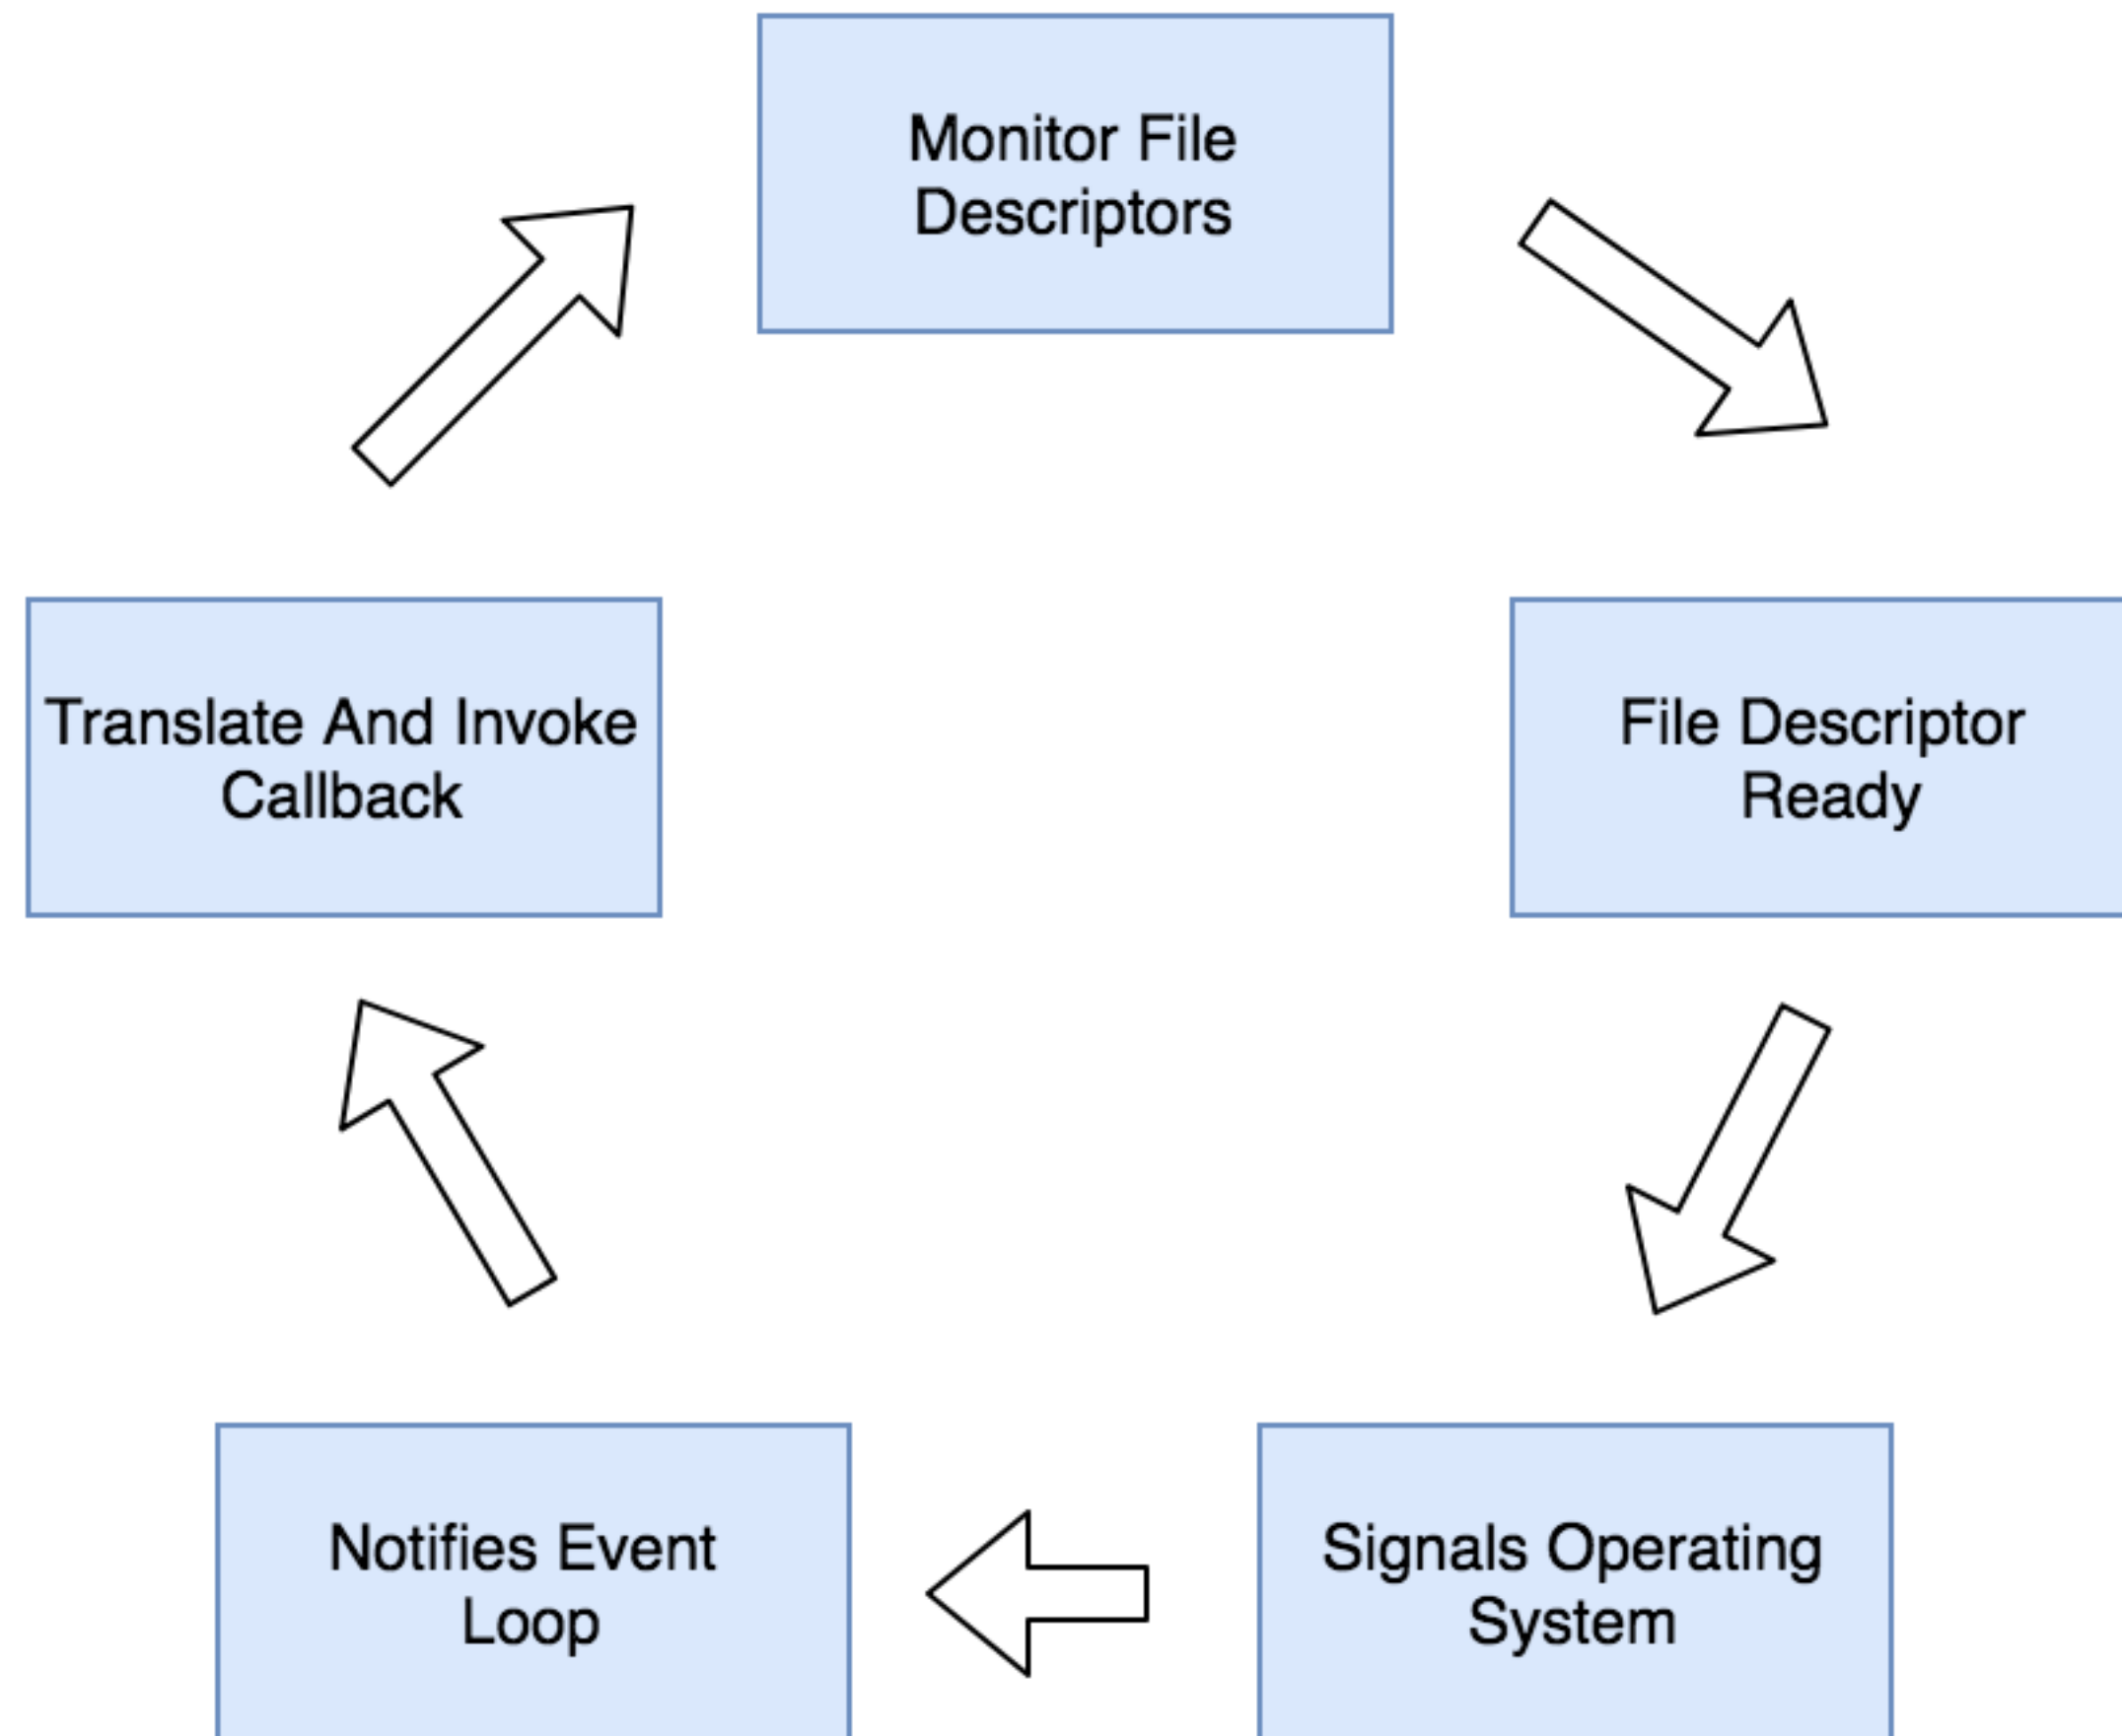 Monitor File
Descriptors
Translate And Invoke
Callback
File Descriptor
Ready
Notifies Event
Loop
Signals Operating
System